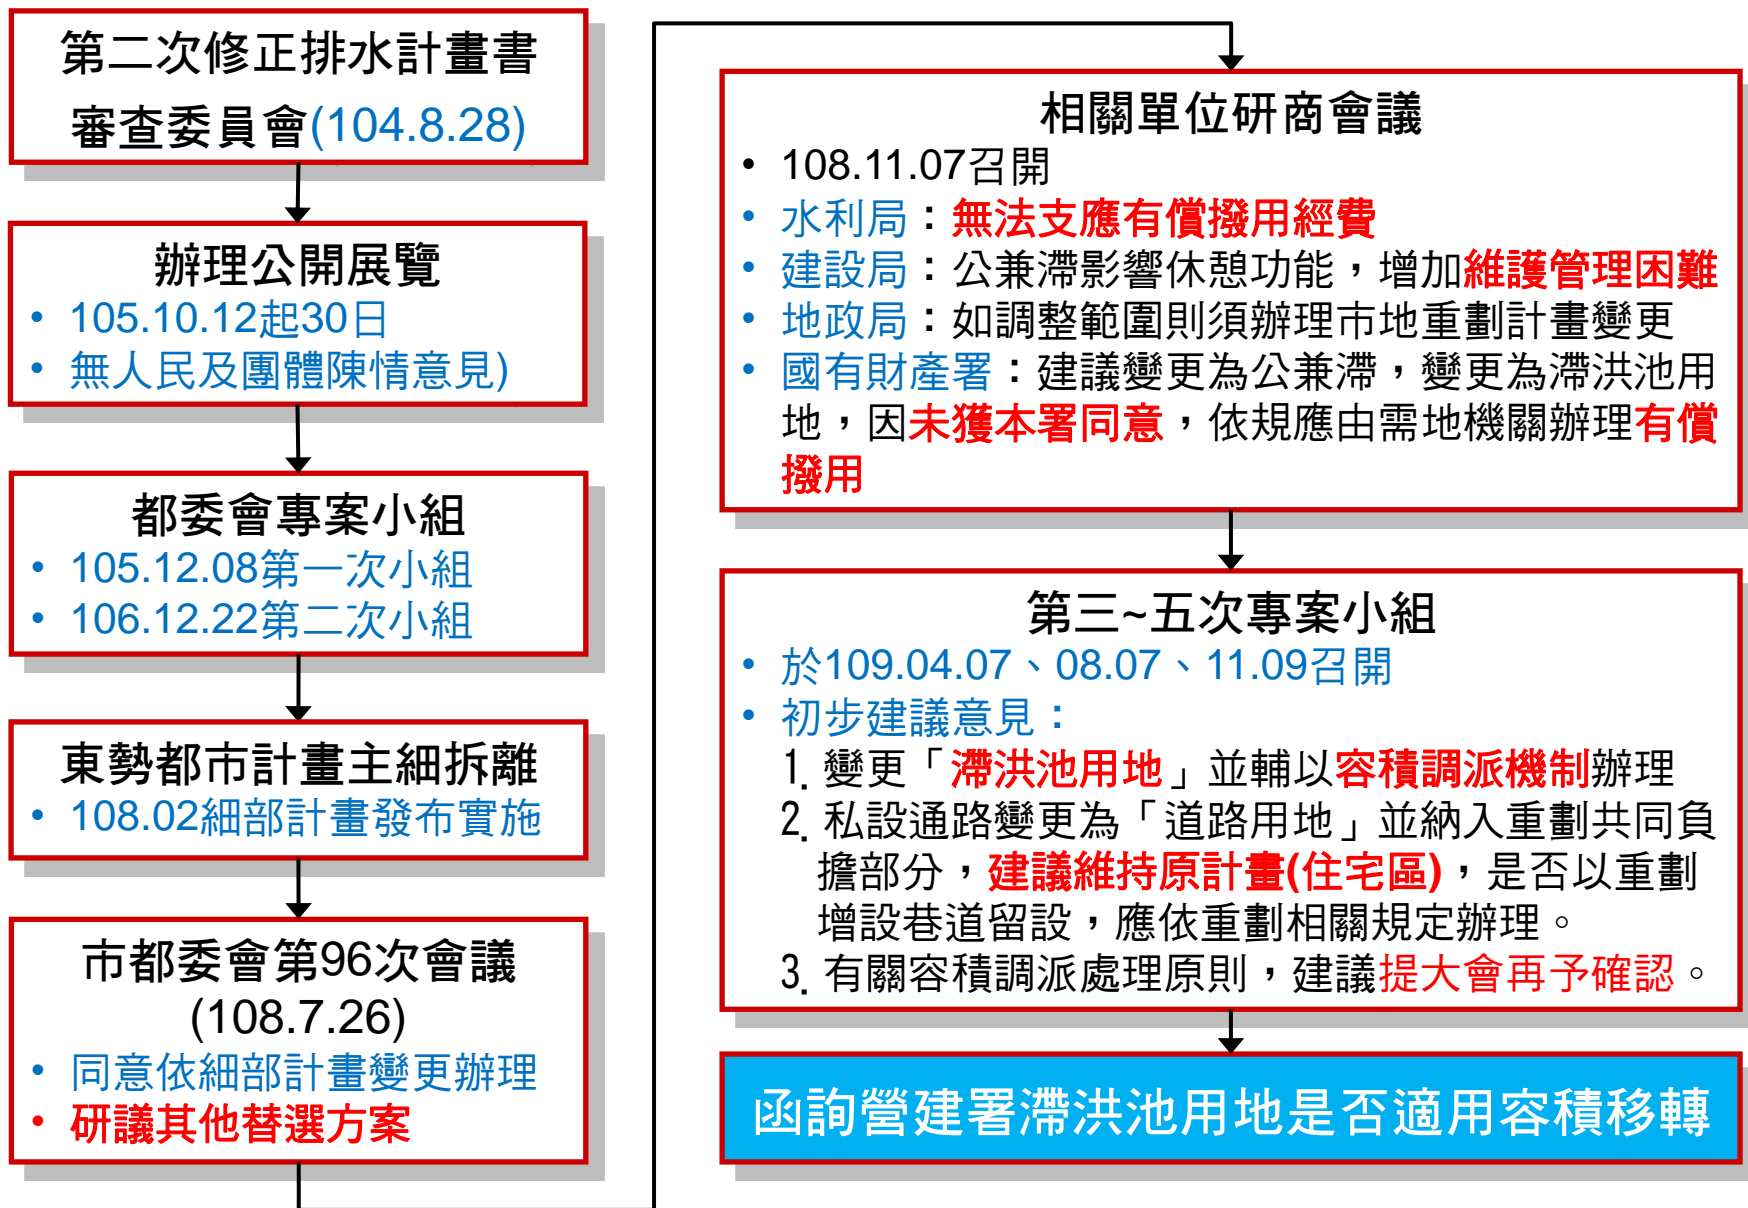 第二次修正排水計畫書
審查委員會(104.8.28)
辦理公開展覽
• 105.10.12起30日
• 無人民及團體陳情意見)
都委會專案小組
• 105.12.08第一次小組
• 106.12.22第二次小組
東勢都市計畫主細拆離
• 108.02細部計畫發布實施
市都委會第96次會議
(108.7.26)
• 同意依細部計畫變更辦理
• 研議其他替選方案
相關單位研商會議
• 108.11.07召開
• 水利局：無法支應有償撥用經費
• 建設局：公兼滯影響休憩功能，增加維護管理困難
• 地政局：如調整範圍則須辦理市地重劃計畫變更
• 國有財產署：建議變更為公兼滯，變更為滯洪池用
地，因未獲本署同意，依規應由需地機關辦理有償
撥用
第三~五次專案小組
• 於109.04.07、08.07、11.09召開
• 初步建議意見：
1. 變更「滯洪池用地」並輔以容積調派機制辦理
2. 私設通路變更為「道路用地」並納入重劃共同負
擔部分，建議維持原計畫(住宅區)，是否以重劃
增設巷道留設，應依重劃相關規定辦理。
3. 有關容積調派處理原則，建議提大會再予確認。
函詢營建署滯洪池用地是否適用容積移轉